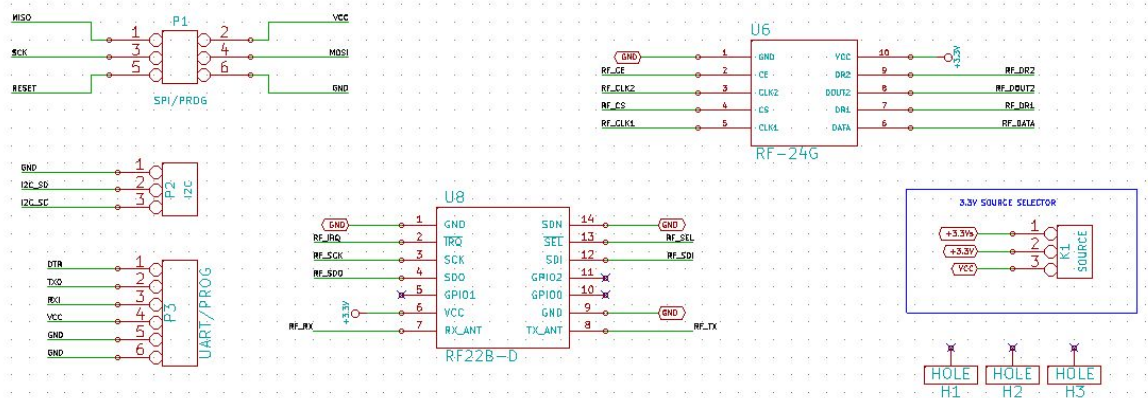 P1
MISO 1 2 VCC
SCK 3 4 MOSI
RESET 5 6 GND
SPI/PROG
U6
GND 1 GND VCC 10 +3.3V
RF_CE 2 CE DR2 9 RF_DR2
RF_CLK2 3 CLK2 DOUT2 8 RF_DOUT2
RF_CS 4 CS DR1 7 RF_DR1
RF_CLK1 5 CLK1 DATA 6 RF_DATA
RF-24G
GND 1
I2C_SD 2
I2C_SC 3
P2
I2C
U8
GND 1 GND SDN 14 GND
RF_IRQ 2 IRQ SEL 13 RF_SEL
RF_SCK 3 SCK SDI 12 RF_SDI
RF_SDO 4 SDO GPIO2 11
5 GPIO1 GPIO0 10
+3.3V 6 VCC GND 9 GND
RF_RX 7 RX_ANT TX_ANT 8 RF_TX
RF22B-D
3.3V SOURCE SELECTOR
+3.3Vs 1
+3.3V 2
VCC 3
K1
SOURCE
DTR 1
TXO 2
RXI 3
VCC 4
GND 5
GND 6
P3
UART/PROG
HOLE HOLE HOLE
H1 H2 H3